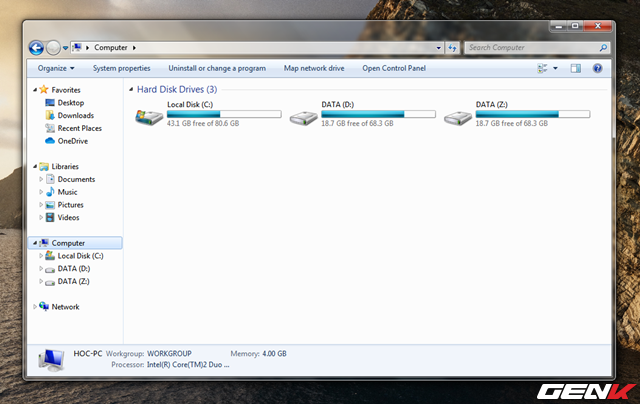 Computer
Search Computer
Organize
System properties
Uninstall or change a program
Map network drive
Open Control Panel
Favorites
Desktop
Downloads
Recent Places
OneDrive
Libraries
Documents
Music
Pictures
Videos
Computer
Local Disk (C:)
DATA (D:)
DATA (Z:)
Network
Hard Disk Drives (3)
Local Disk (C:)
43.1 GB free of 80.6 GB
DATA (D:)
18.7 GB free of 68.3 GB
DATA (Z:)
18.7 GB free of 68.3 GB
HOC-PC Workgroup: WORKGROUP Memory: 4.00 GB
Processor: Intel(R) Core(TM)2 Duo ...
GENK